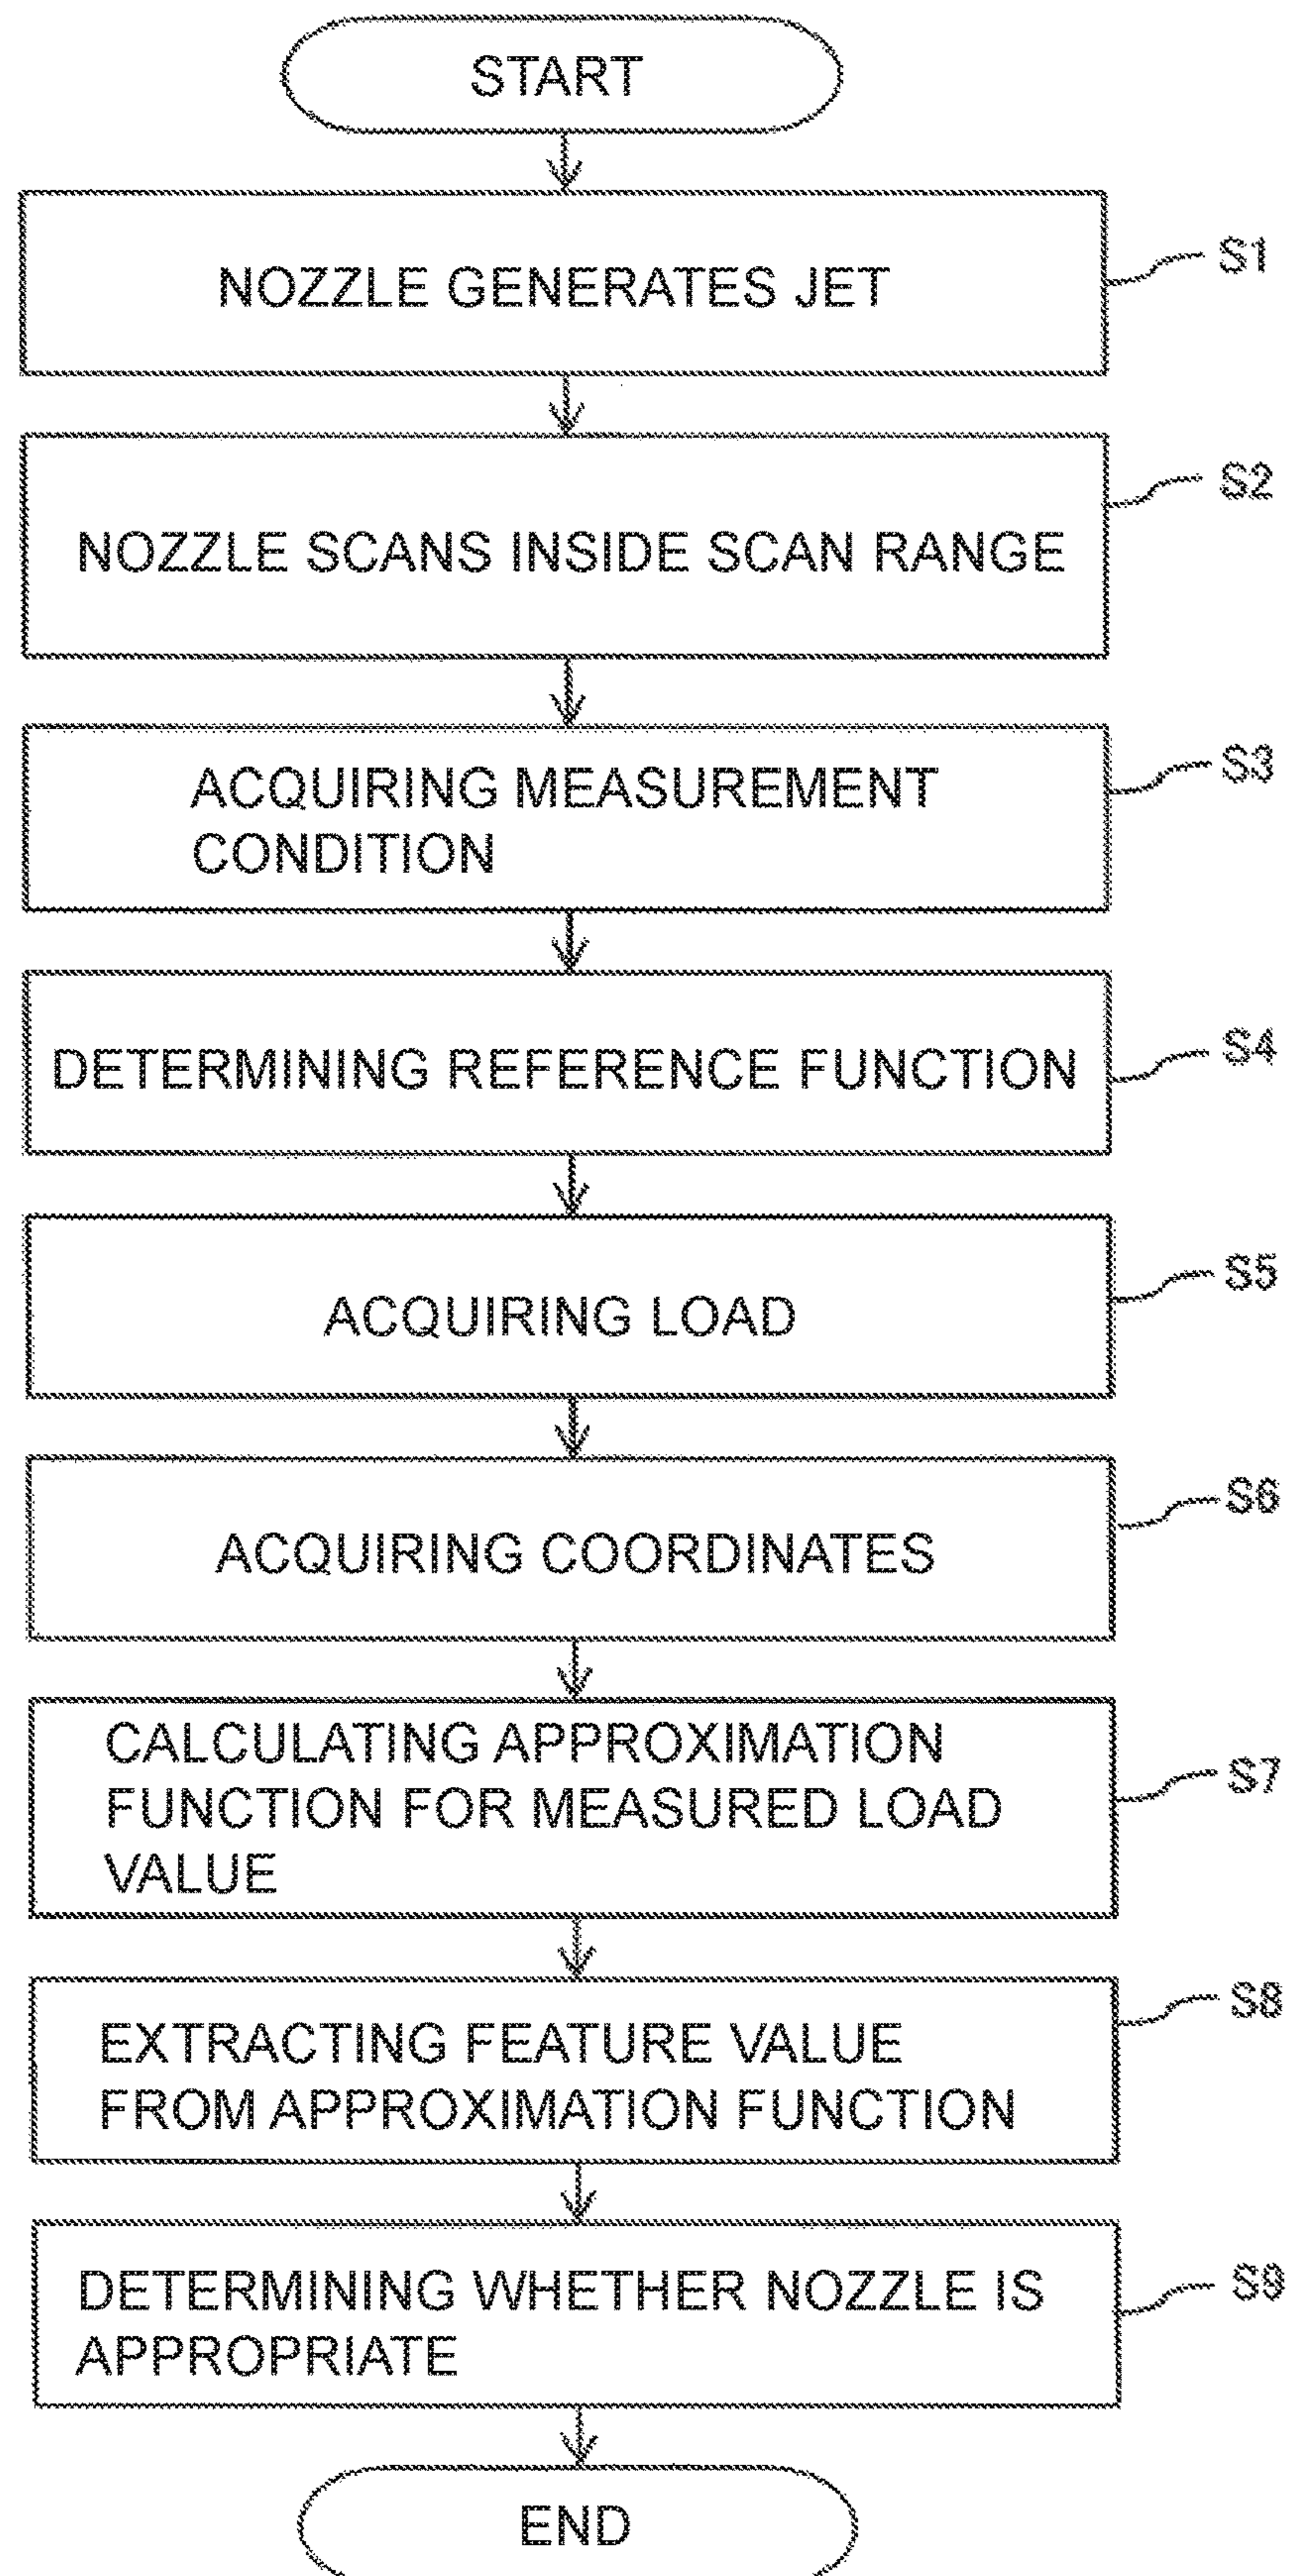 START
NOZZLE GENERATES JET
S1
NOZZLE SCANS INSIDE SCAN RANGE
S2
ACQUIRING MEASUREMENT
CONDITION
S3
DETERMINING REFERENCE FUNCTION
S4
ACQUIRING LOAD
S5
ACQUIRING COORDINATES
S6
CALCULATING APPROXIMATION
FUNCTION FOR MEASURED LOAD
VALUE
S7
EXTRACTING FEATURE VALUE
FROM APPROXIMATION FUNCTION
S8
DETERMINING WHETHER NOZZLE IS
APPROPRIATE
S9
END